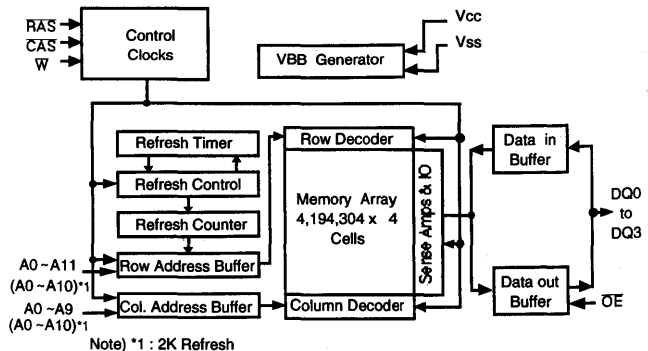 RAS
CAS
W
Control
Clocks
Vcc
Vss
VBB Generator
Refresh Timer
Refresh Control
Refresh Counter
Row Address Buffer
Col. Address Buffer
A0~A11
(A0~A10)*1
A0~A9
(A0~A10)*1
Row Decoder
Memory Array
4,194,304 x 4
Cells
Column Decoder
Sense Amps & IO
Data in
Buffer
DQ0
to
DQ3
Data out
Buffer
OE
Note) *1 : 2K Refresh